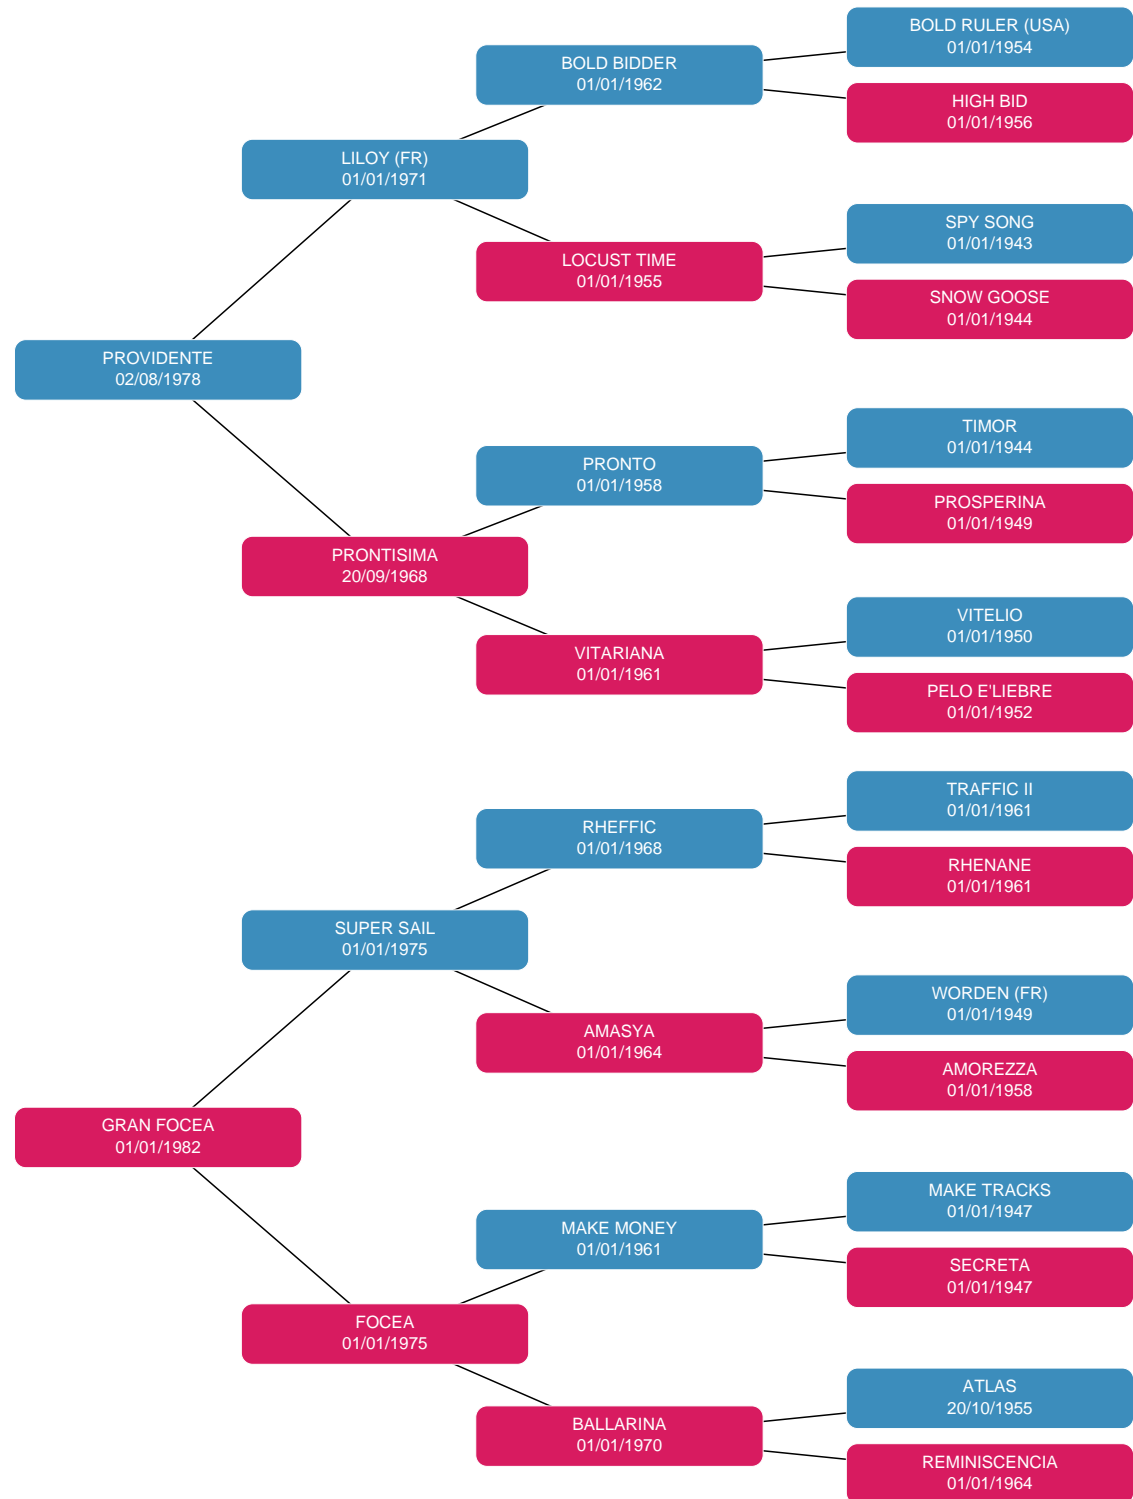 BOLD RULER (USA)
01/01/1954
BOLD BIDDER
01/01/1962
HIGH BID
01/01/1956
LILOY (FR)
01/01/1971
SPY SONG
01/01/1943
LOCUST TIME
01/01/1955
SNOW GOOSE
01/01/1944
PROVIDENTE
02/08/1978
TIMOR
01/01/1944
PRONTO
01/01/1958
PROSPERINA
01/01/1949
PRONTISIMA
20/09/1968
VITELIO
01/01/1950
VITARIANA
01/01/1961
PELO E'LIEBRE
01/01/1952
TRAFFIC II
01/01/1961
RHEFFIC
01/01/1968
RHENANE
01/01/1961
SUPER SAIL
01/01/1975
WORDEN (FR)
01/01/1949
AMASYA
01/01/1964
AMOREZZA
01/01/1958
GRAN FOCEA
01/01/1982
MAKE TRACKS
01/01/1947
MAKE MONEY
01/01/1961
SECRETA
01/01/1947
FOCEA
01/01/1975
ATLAS
20/10/1955
BALLARINA
01/01/1970
REMINISCENCIA
01/01/1964